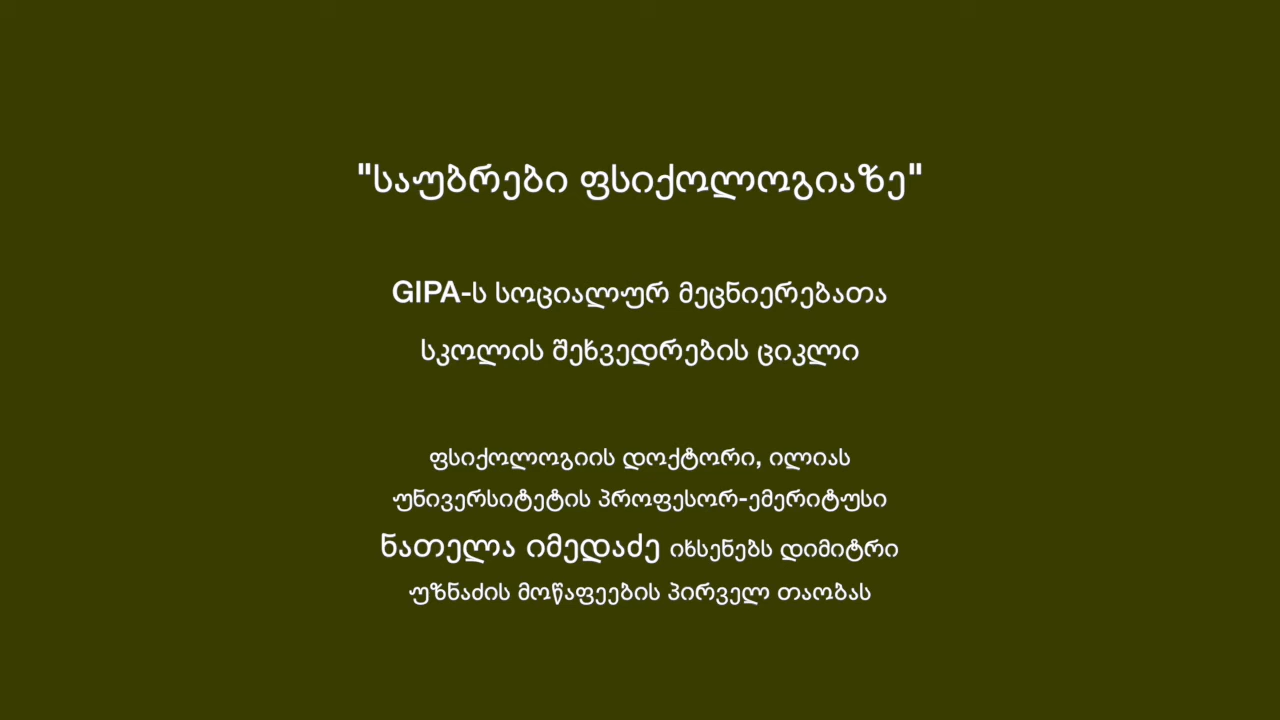 "საუბრები ფსიქოლოგიაზე"
GIPA-ს სოციალურ მეცნიერებათა
სკოლის შეხვედრების ციკლი
ფსიქოლოგიის დოქტორი, ილიას
უნივერსიტეტის პროფესორ-ემერიტუსი
ნათელა იმედაძე იხსენებს დიმიტრი
უზნაძის მოწაფეების პირველ თაობას